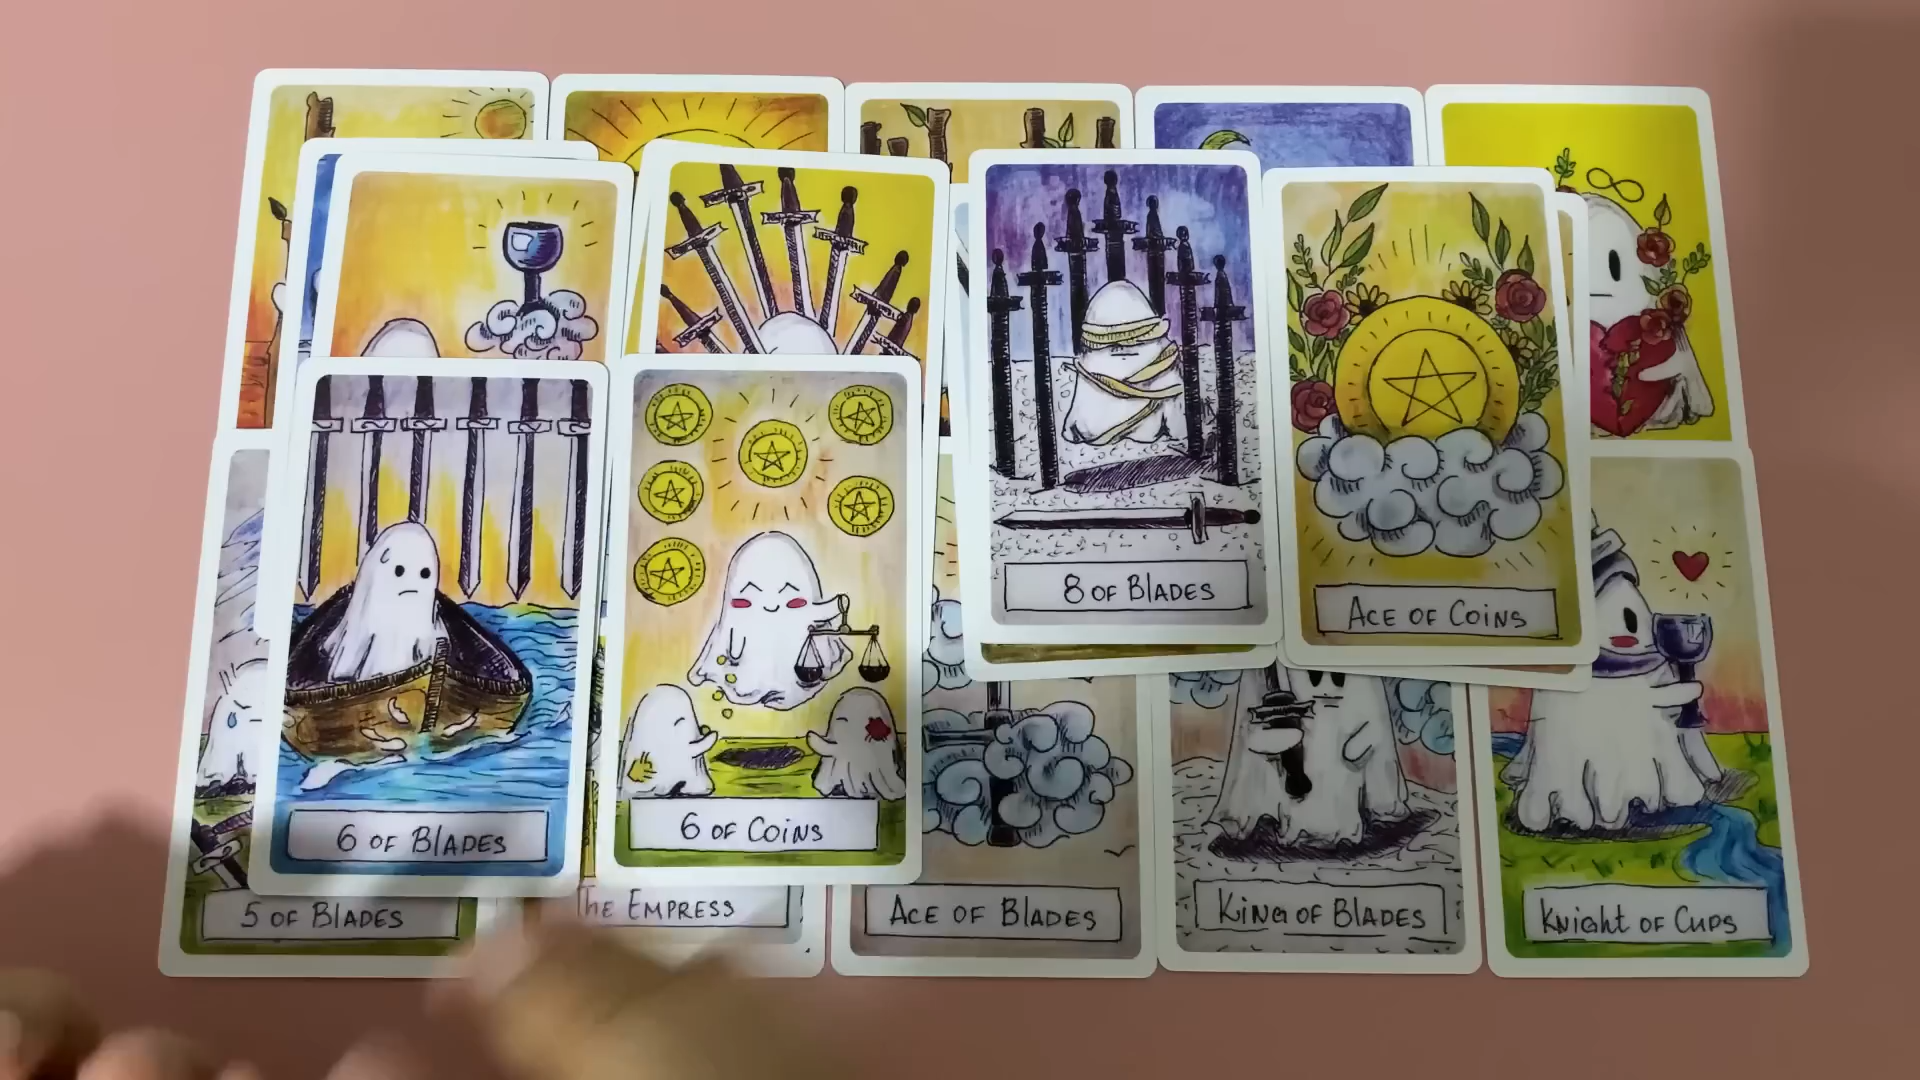 8 OF BLADES
ACE OF COINS
6 OF BLADES
6 OF COINS
5 OF BLADES
THE EMPRESS
ACE OF BLADES
KING OF BLADES
KNIGHT OF CUPS